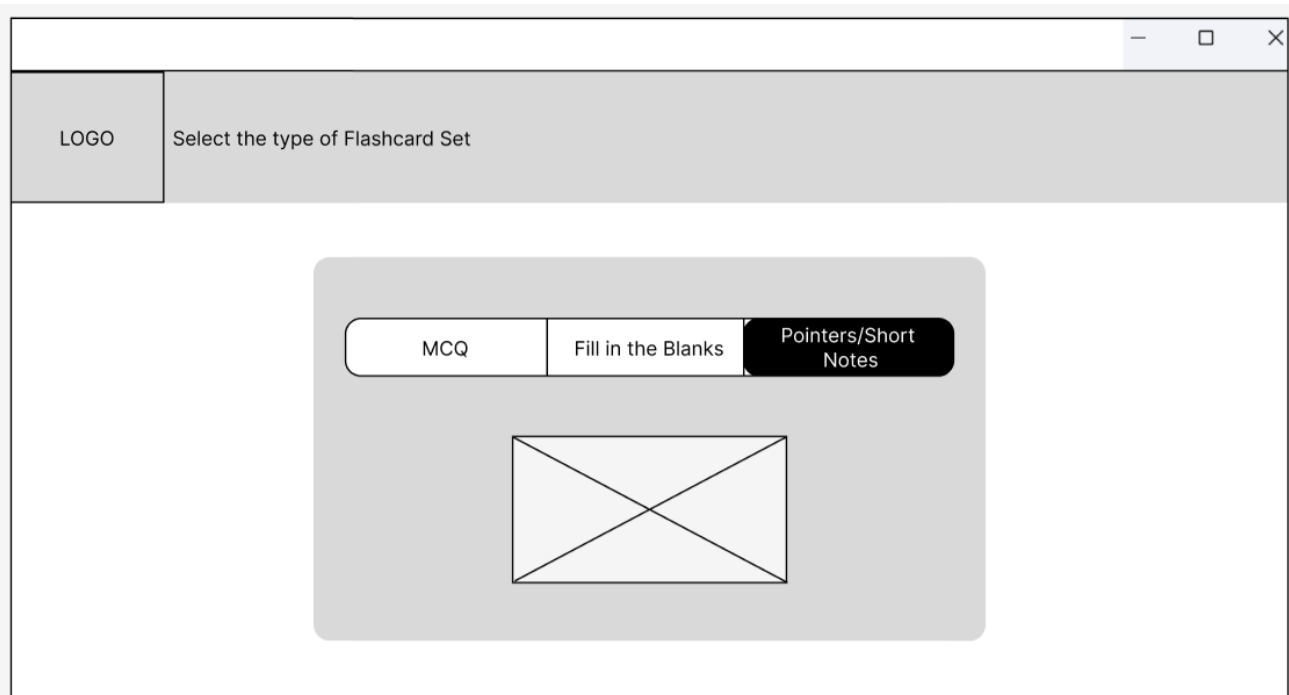 LOGO
Select the type of Flashcard Set
MCQ
Fill in the Blanks
Pointers/Short
Notes